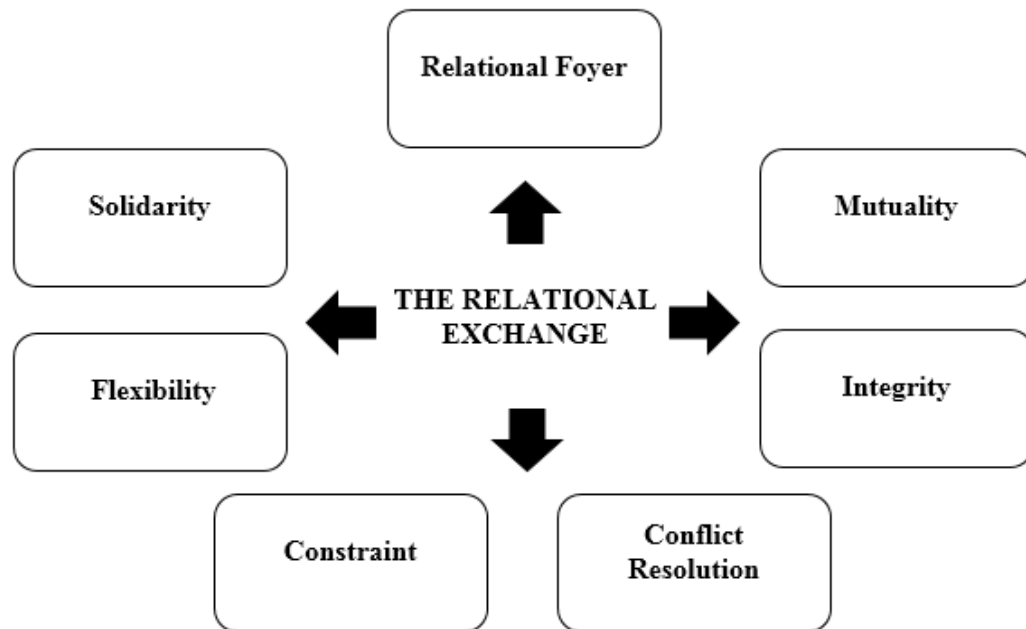 Relational Foyer
Solidarity
Mutuality
THE RELATIONAL
EXCHANGE
Flexibility
Integrity
Constraint
Conflict
Resolution